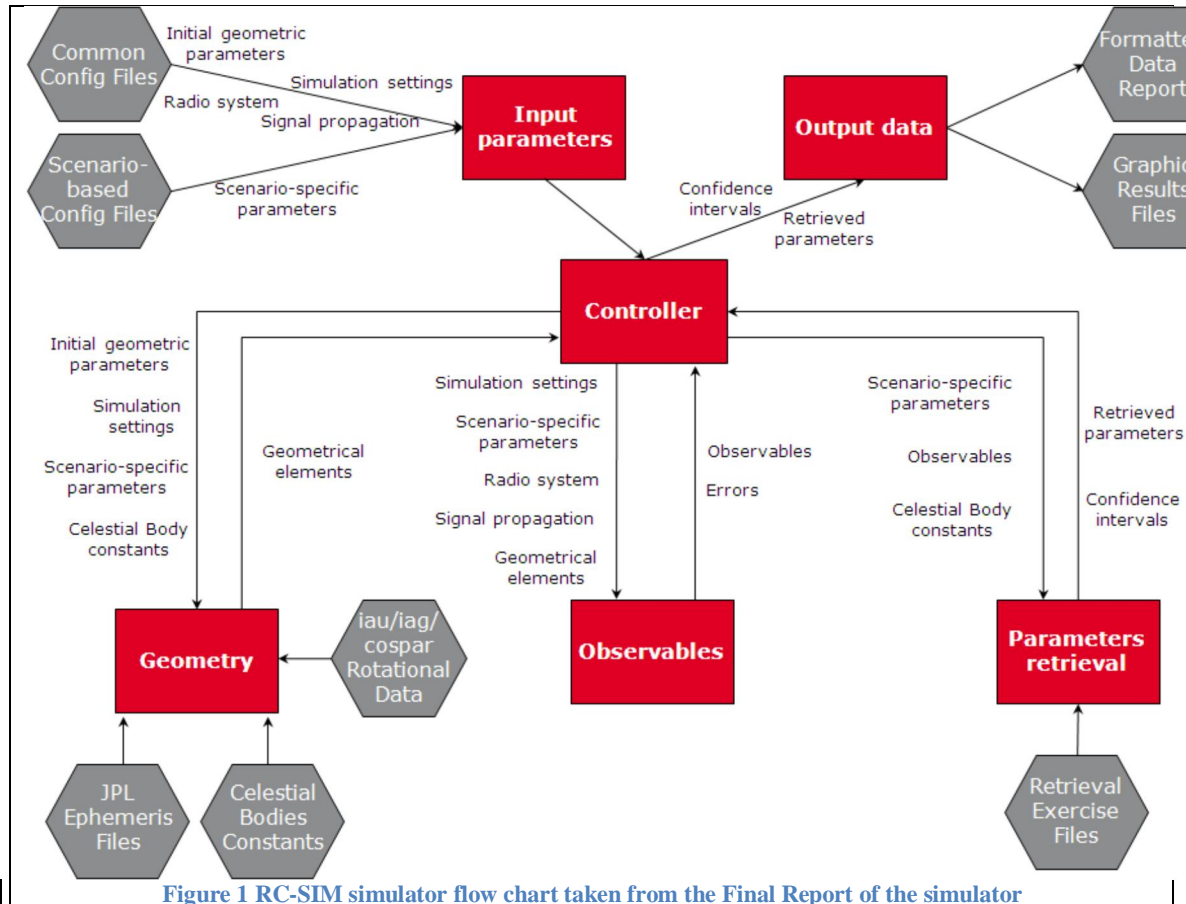 Common
Config Files
Initial geometric
parameters
Simulation settings
Radio system
Signal propagation
Scenario-
based
Config Files
Scenario-specific
parameters
Input
parameters
Output data
Formatte
Data
Report
Graphic
Results
Files
Confidence
intervals
Retrieved
parameters
Controller
Initial geometric
parameters
Simulation
settings
Scenario-specific
parameters
Celestial Body
constants
Geometrical
elements
Simulation settings
Scenario-specific
parameters
Radio system
Signal propagation
Geometrical
elements
Observables
Errors
Scenario-specific
parameters
Observables
Celestial Body
constants
Retrieved
parameters
Confidence
intervals
Geometry
iau/iag/
cospar
Rotational
Data
Observables
Parameters
retrieval
JPL
Ephemeris
Files
Celestial
Bodies
Constants
Retrieval
Exercise
Files
Figure 1 RC-SIM simulator flow chart taken from the Final Report of the simulator